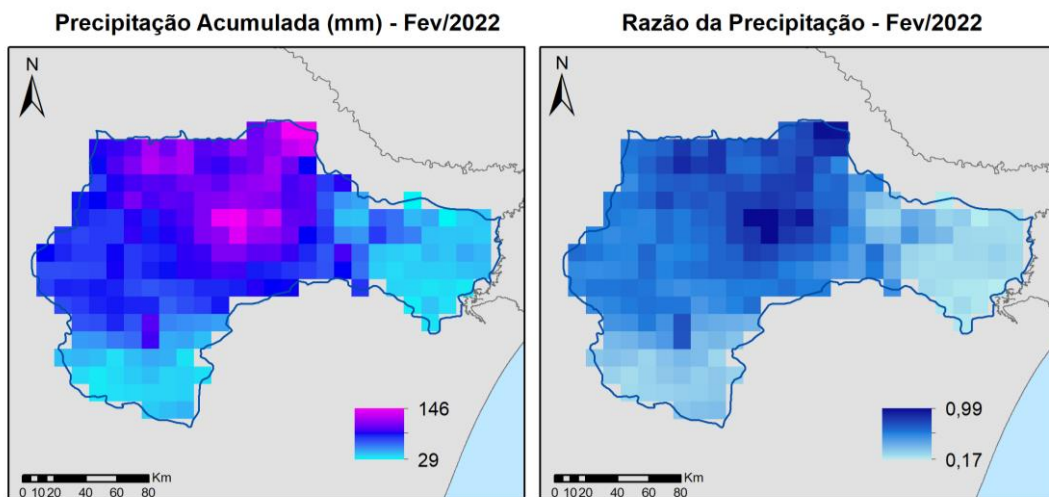 Precipitação Acumulada (mm) - Fev/2022
N
146
29
Km
0 10 20 40 60 80
Razão da Precipitação - Fev/2022
N
0,99
0,17
Km
0 10 20 40 60 80